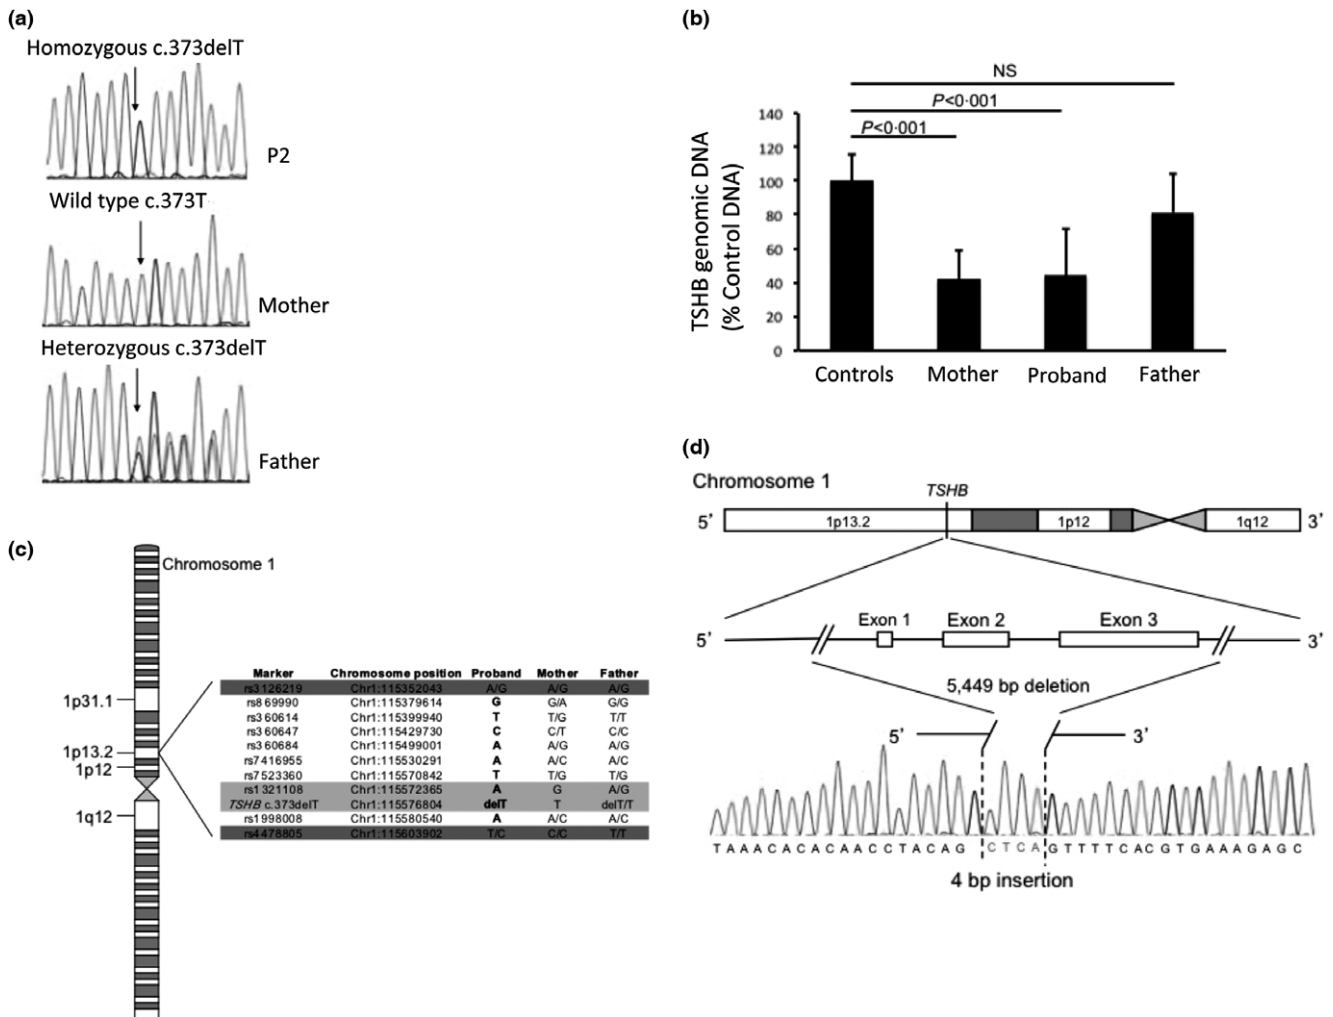 (a)
Homozygous c.373delT
P2
Wild type c.373T
Mother
Heterozygous c.373delT
Father
(b)
NS
P<0·001
P<0·001
TSHB genomic DNA
(% Control DNA)
140
120
100
80
60
40
20
0
Controls Mother Proband Father
(c)
Chromosome 1
1p31.1
1p13.2
1p12
1q12
Marker Chromosome position Proband Mother Father
rs3126219 Chr1:115352043 A/G A/G A/G
rs869990 Chr1:115379614 G G/A G/G
rs360614 Chr1:115399940 T T/G T/T
rs360647 Chr1:115429730 C C/T C/C
rs360684 Chr1:115499001 A A/G A/G
rs7416955 Chr1:115530291 A A/C A/C
rs7523360 Chr1:115570842 T T/G T/G
rs1321108 Chr1:115572365 A G A/G
TSHB c.373delT Chr1:115576804 delT T delT/T
rs1998008 Chr1:115580540 A A/C A/C
rs4478805 Chr1:115603902 T/C C/C T/T
(d)
Chromosome 1
TSHB
5’ 1p13.2 1p12 1q12 3’
Exon 1 Exon 2 Exon 3
5’ 3’
5,449 bp deletion
5’ 3’
T A A A C A C A C A A C C T A C A G C T C A G T T T T C A C G T G A A A G A G C
4 bp insertion